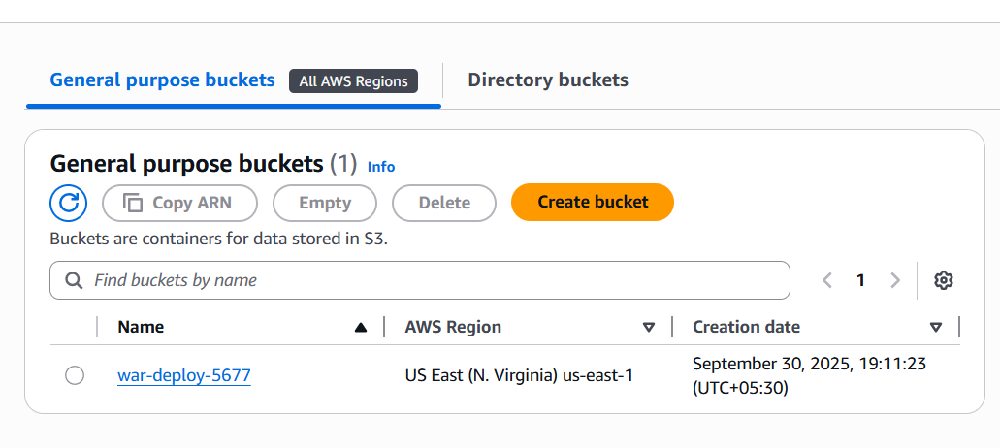 General purpose buckets All AWS Regions Directory buckets
General purpose buckets (1) Info
Copy ARN Empty Delete Create bucket
Buckets are containers for data stored in S3.
Find buckets by name 1
Name AWS Region Creation date
war-deploy-5677 US East (N. Virginia) us-east-1 September 30, 2025, 19:11:23
(UTC+05:30)